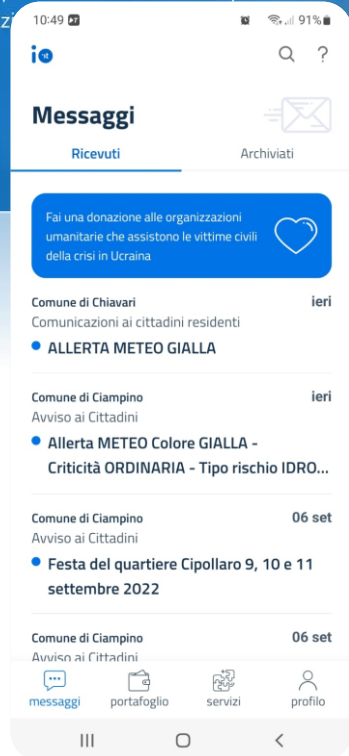 zi
10:49
91%
io
Messaggi
Ricevuti
Archiviati
Fai una donazione alle organizzazioni
umanitarie che assistono le vittime civili
della crisi in Ucraina
Comune di Chiavari
ieri
Comunicazioni ai cittadini residenti
ALLERTA METEO GIALLA
Comune di Ciampino
ieri
Avviso ai Cittadini
Allerta METEO Colore GIALLA -
Criticità ORDINARIA - Tipo rischio IDRO...
Comune di Ciampino
06 set
Avviso ai Cittadini
Festa del quartiere Cipollaro 9, 10 e 11
settembre 2022
Comune di Ciampino
06 set
Avviso ai Cittadini
messaggi
portafoglio
servizi
profilo